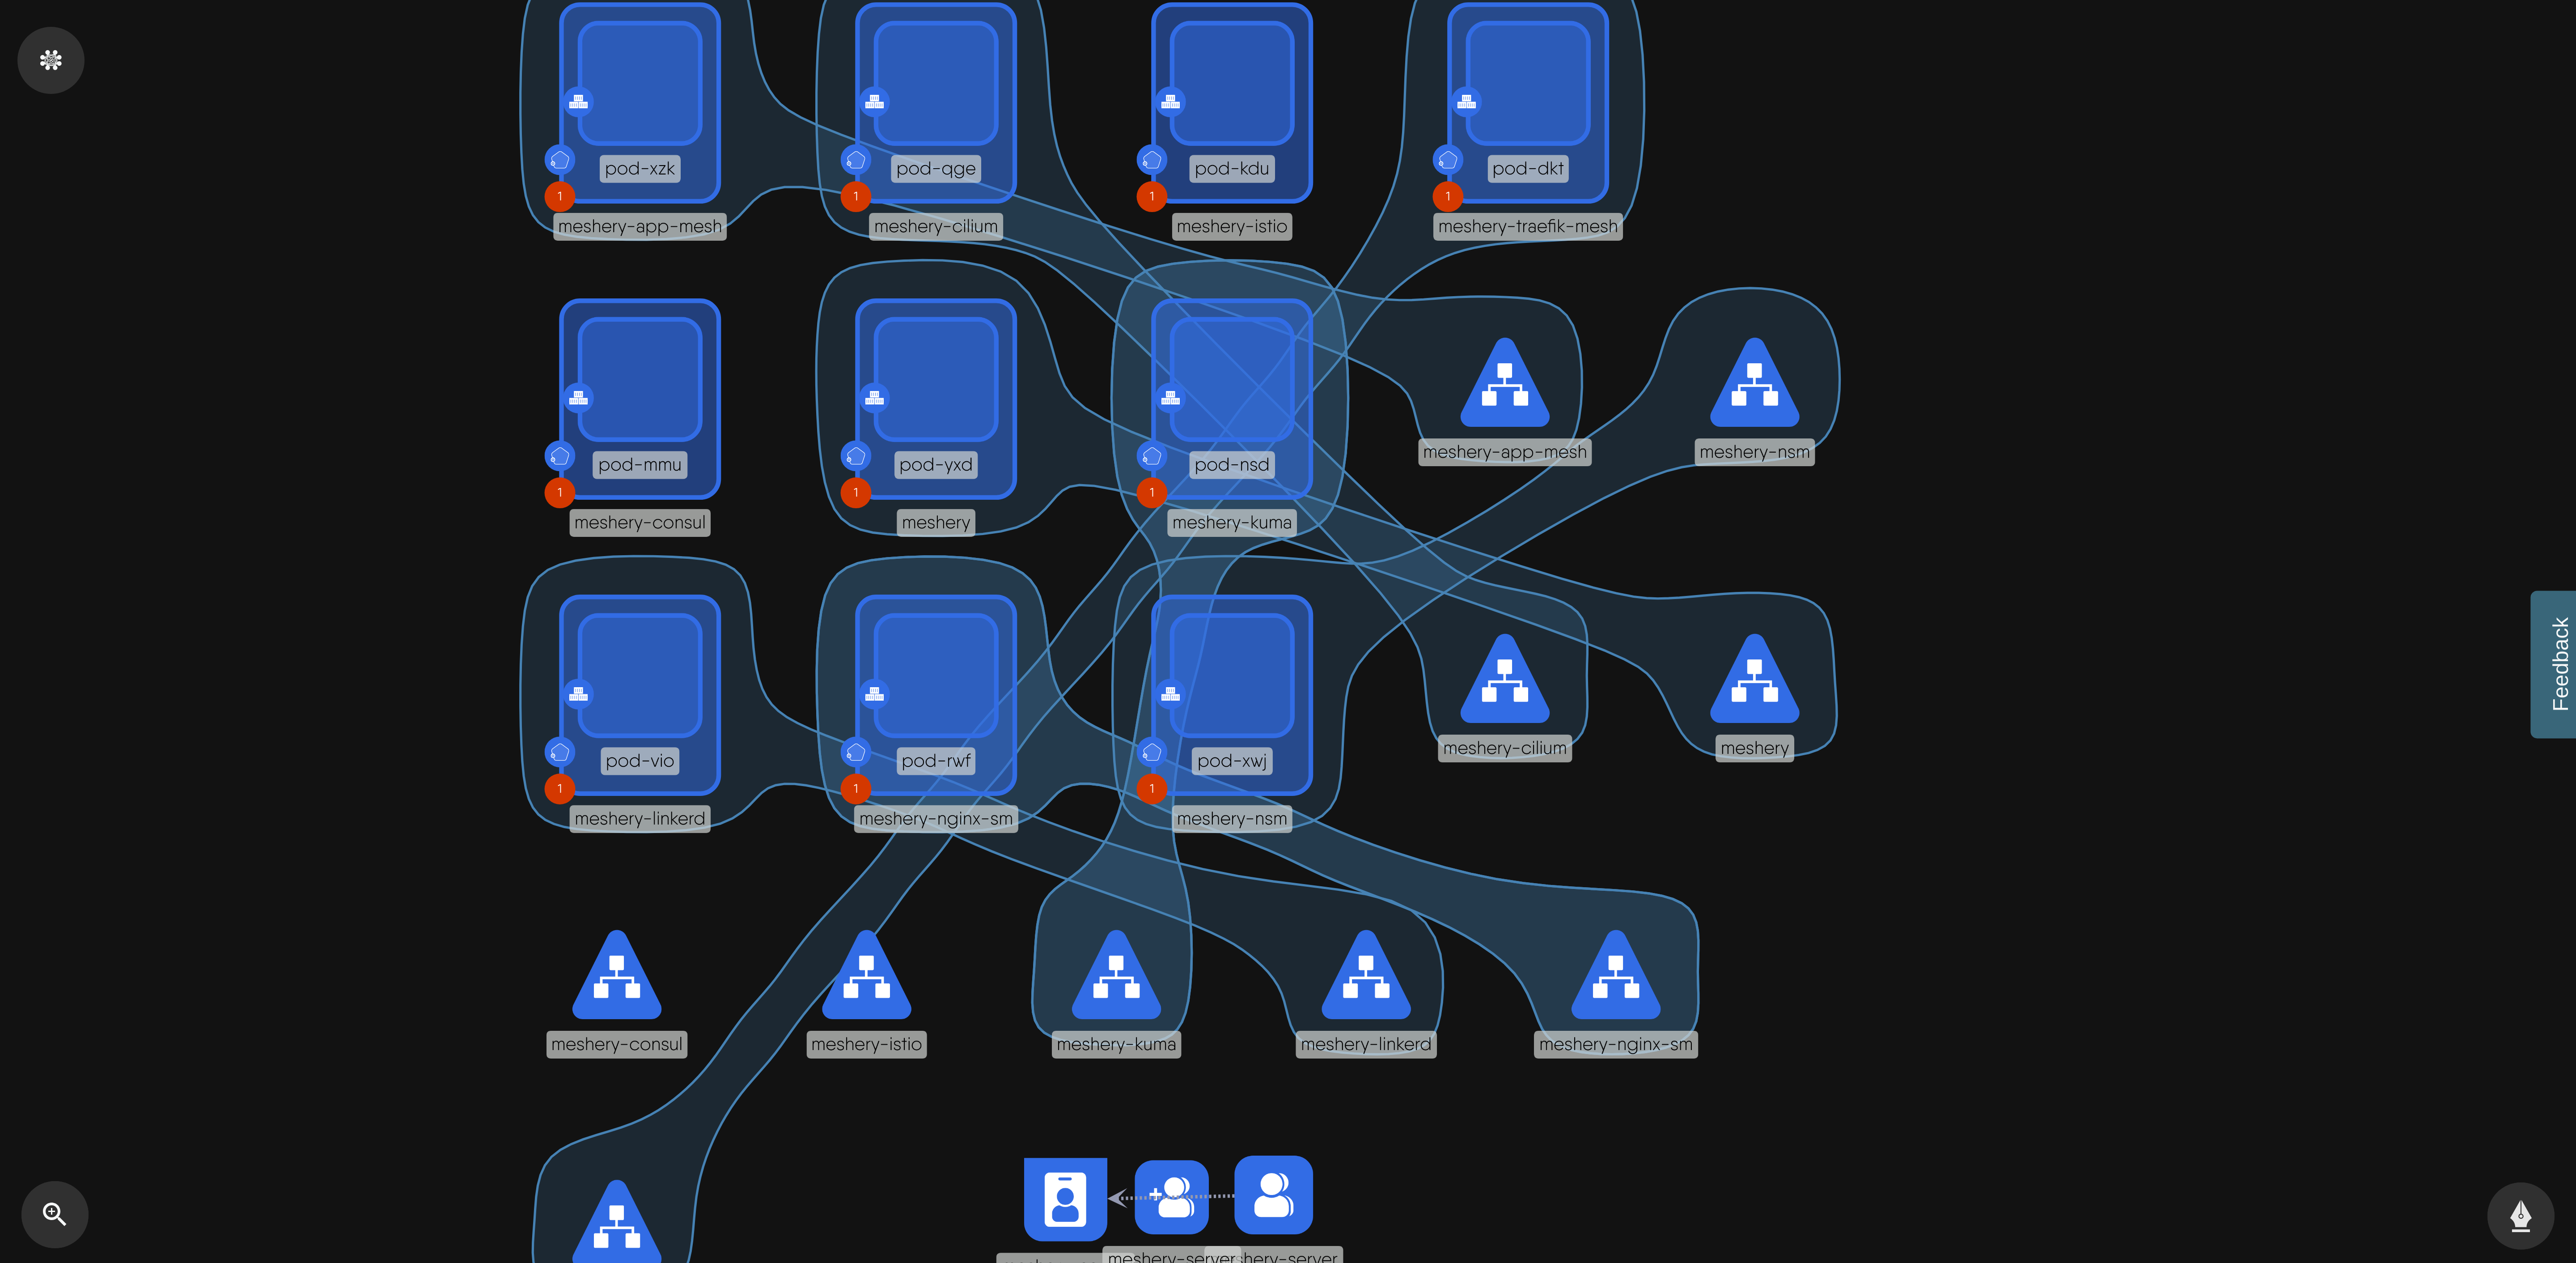 pod-xzk
pod-qge
pod-kdu
pod-dkt
1
1
1
1
meshery-app-mesh
meshery-cilium
meshery-istio
meshery-traefik-mesh
pod-mmu
pod-yxd
pod-nsd
meshery-app-mesh
meshery-nsm
1
1
1
meshery-consul
meshery
meshery-kuma
Feedback
pod-vio
pod-rwf
pod-xwj
meshery-cilium
meshery
1
1
1
meshery-linkerd
meshery-nginx-sm
meshery-nsm
meshery-consul
meshery-istio
meshery-kuma
meshery-linkerd
meshery-nginx-sm
meshery-server
hery-server